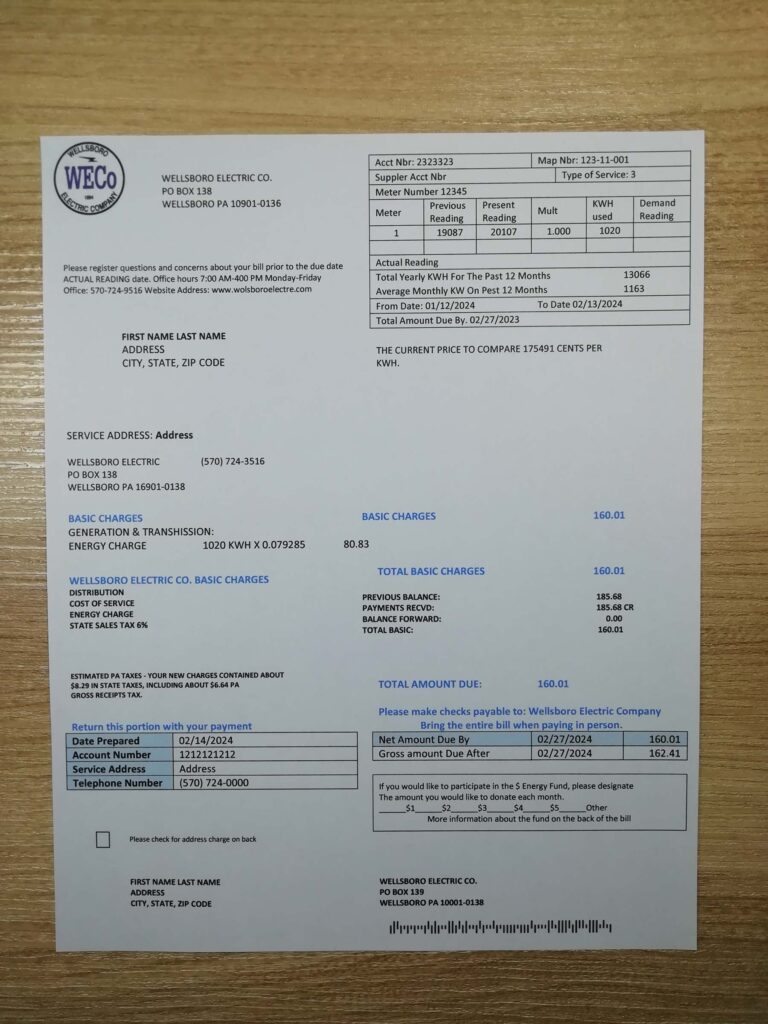 WELLSBORO
WECo
1894
ELECTRIC COMPANY
WELLSBORO ELECTRIC CO.
PO BOX 138
WELLSBORO PA 10901-0136
Acct Nbr: 2323323 Map Nbr: 123-11-001
Suppler Acct Nbr Type of Service: 3
Meter Number 12345
Meter Previous Reading Present Reading Mult KWH used Demand Reading
1 19087 20107 1.000 1020
Actual Reading
Total Yearly KWH For The Past 12 Months 13066
Average Monthly KW On Pest 12 Months 1163
From Date: 01/12/2024 To Date 02/13/2024
Total Amount Due By. 02/27/2023
Please register questions and concerns about your bill prior to the due date
ACTUAL READING date. Office hours 7:00 AM-400 PM Monday-Friday
Office: 570-724-9516 Website Address: www.wolsboroelectre.com
FIRST NAME LAST NAME
ADDRESS
CITY, STATE, ZIP CODE
THE CURRENT PRICE TO COMPARE 175491 CENTS PER
KWH.
SERVICE ADDRESS: Address
WELLSBORO ELECTRIC (570) 724-3516
PO BOX 138
WELLSBORO PA 16901-0138
BASIC CHARGES
GENERATION & TRANSHISSION:
ENERGY CHARGE 1020 KWH X 0.079285 80.83
BASIC CHARGES 160.01
WELLSBORO ELECTRIC CO. BASIC CHARGES
DISTRIBUTION
COST OF SERVICE
ENERGY CHARGE
STATE SALES TAX 6%
TOTAL BASIC CHARGES 160.01
PREVIOUS BALANCE: 185.68
PAYMENTS RECVD: 185.68 CR
BALANCE FORWARD: 0.00
TOTAL BASIC: 160.01
ESTIMATED PA TAXES - YOUR NEW CHARGES CONTAINED ABOUT
$8.29 IN STATE TAXES, INCLUDING ABOUT $6.64 PA
GROSS RECEIPTS TAX.
TOTAL AMOUNT DUE: 160.01
Return this portion with your payment
Date Prepared 02/14/2024
Account Number 1212121212
Service Address Address
Telephone Number (570) 724-0000
Please make checks payable to: Wellsboro Electric Company
Bring the entire bill when paying in person.
Net Amount Due By 02/27/2024 160.01
Gross amount Due After 02/27/2024 162.41
If you would like to participate in the $ Energy Fund, please designate
The amount you would like to donate each month.
______$1______$2______$3______$4______$5______Other
More information about the fund on the back of the bill
Please check for address charge on back
FIRST NAME LAST NAME
ADDRESS
CITY, STATE, ZIP CODE
WELLSBORO ELECTRIC CO.
PO BOX 139
WELLSBORO PA 10001-0138